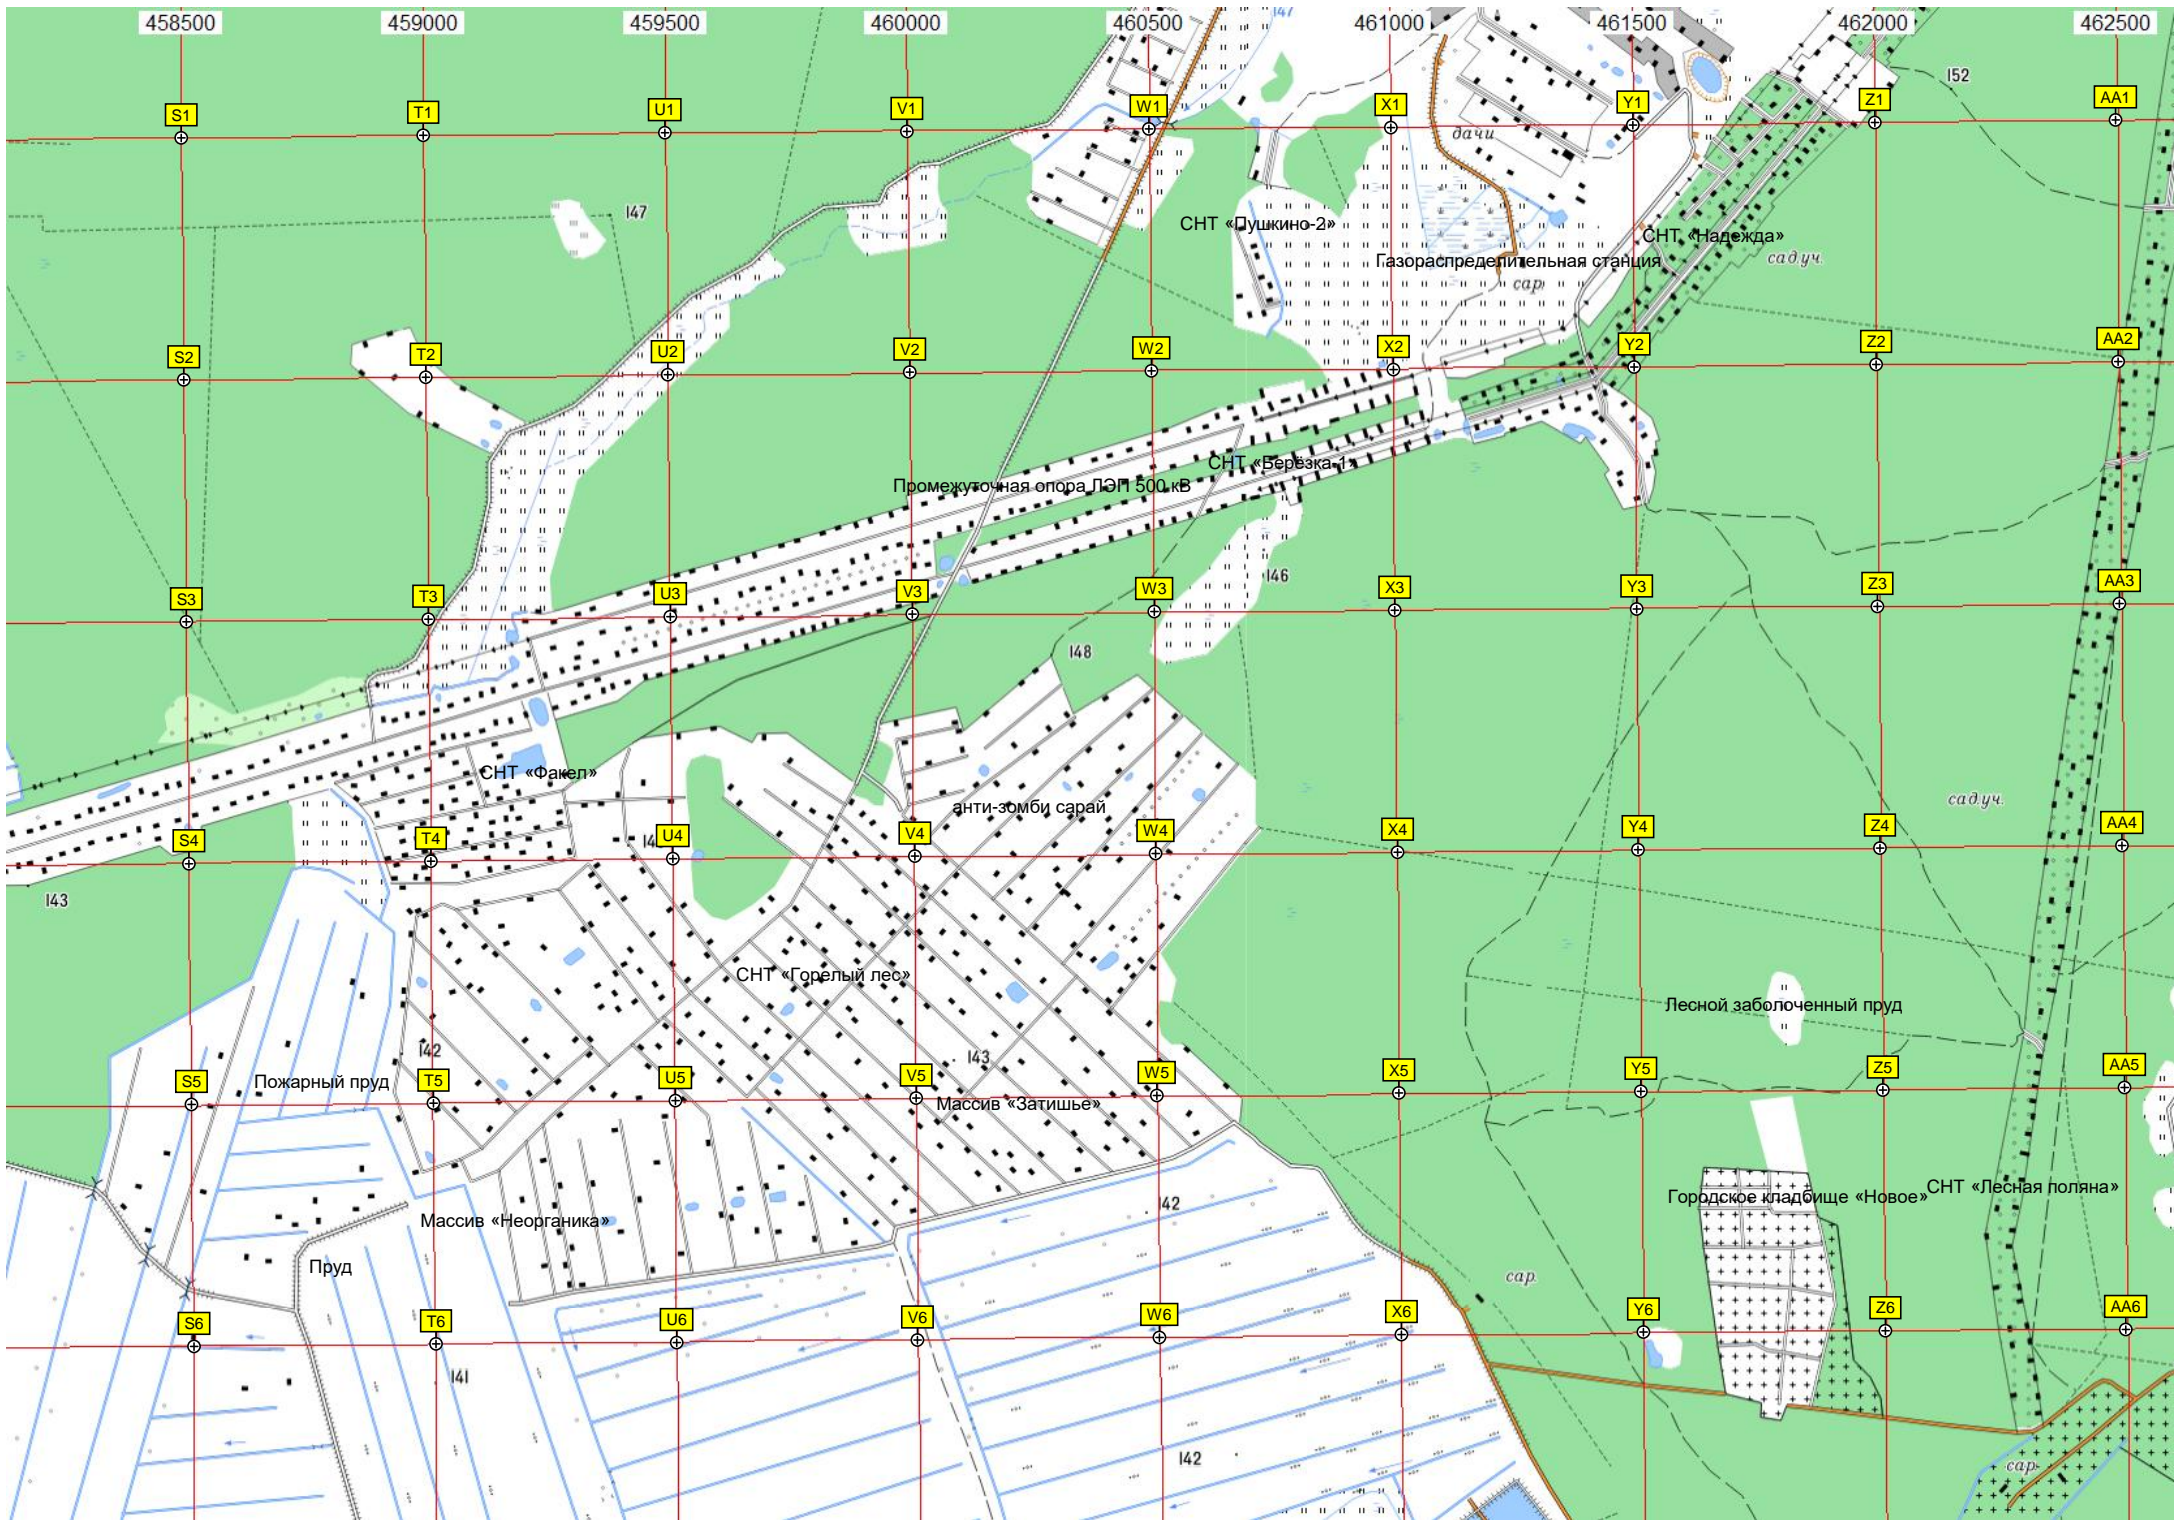 458500 459000 459500 460000 460500 461000 461500 462000 462500
147
152
S1 T1 U1 V1 W1 X1 Y1 Z1 AA1
дачи
147
СНТ «Пушкино-2»
СНТ «Надежда»
Газораспределительная станция
сад.уч.
сар.
S2 T2 U2 V2 W2 X2 Y2 Z2 AA2
СНТ «Берёзка-1»
Промежуточная опора ЛЭП 500 кВ
146
S3 T3 U3 V3 W3 X3 Y3 Z3 AA3
148
СНТ «Факел»
анти-зомби сарай
сад.уч.
S4 T4 U4 V4 W4 X4 Y4 Z4 AA4
143
СНТ «Горелый лес»
Лесной заболоченный пруд
142
143
Пожарный пруд
S5 T5 U5 V5 W5 X5 Y5 Z5 AA5
Массив «Затишье»
СНТ «Лесная поляна»
Городское кладбище «Новое»
142
Массив «Неорганика»
Пруд
сар.
S6 T6 U6 V6 W6 X6 Y6 Z6 AA6
141
142
сар.